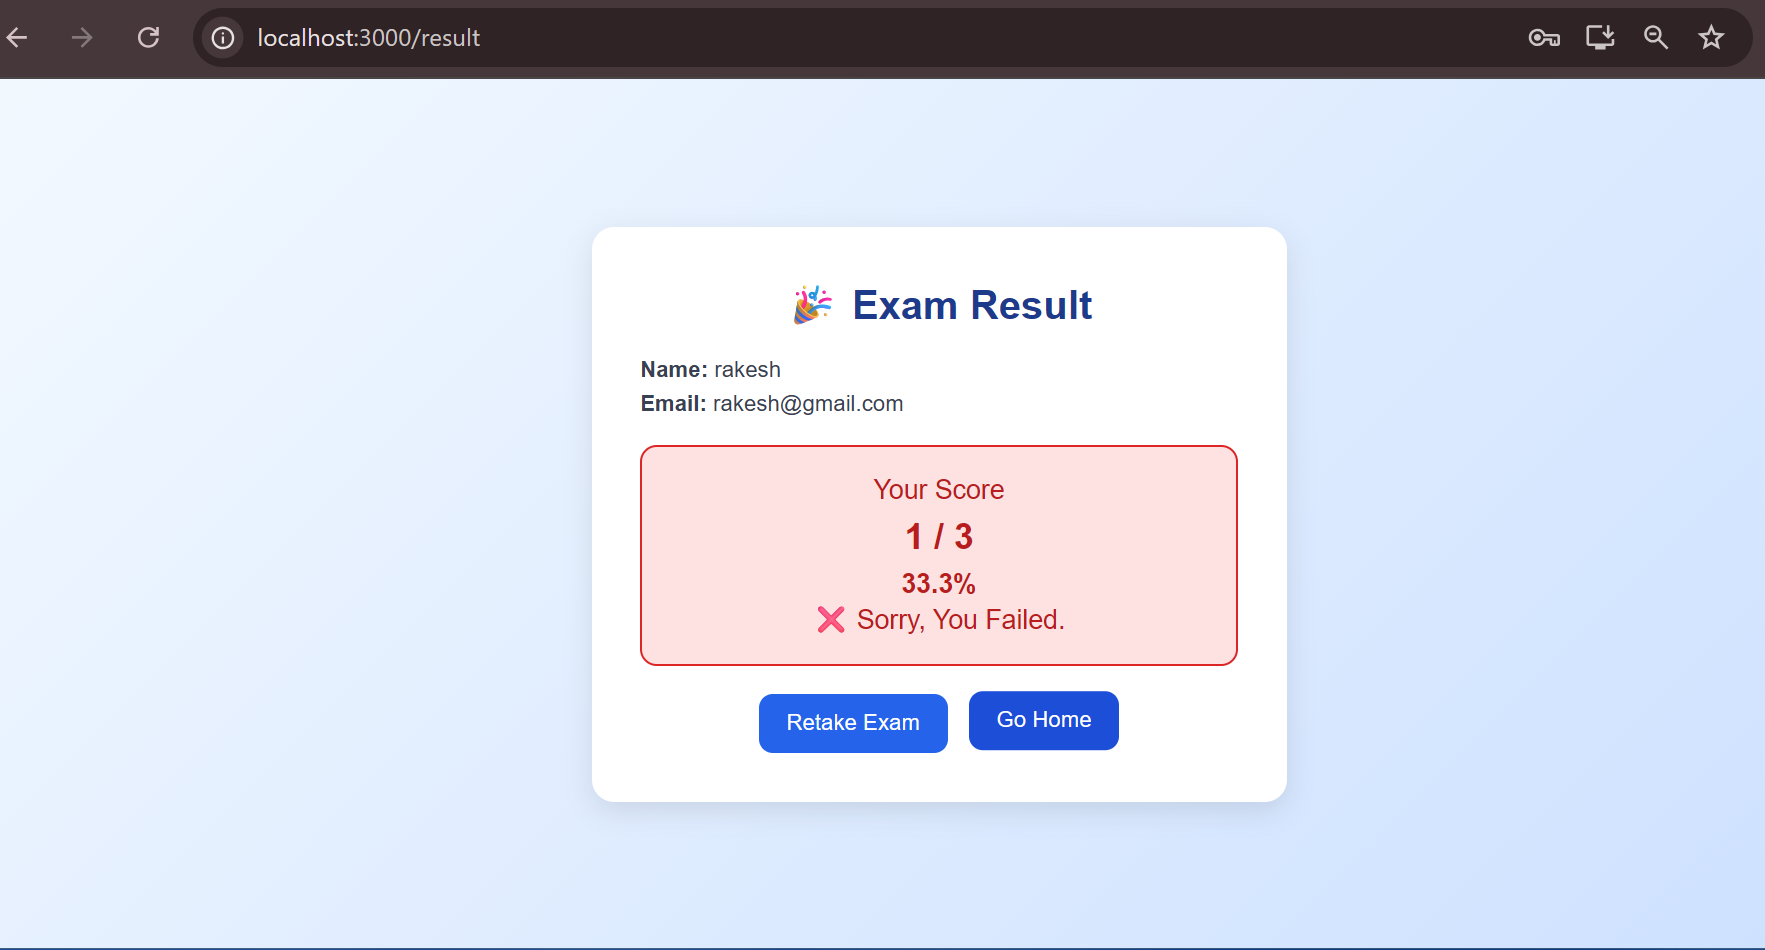 localhost:3000/result
🎉 Exam Result
Name: rakesh
Email: rakesh@gmail.com
Your Score
1 / 3
33.3%
❌ Sorry, You Failed.
Retake Exam
Go Home